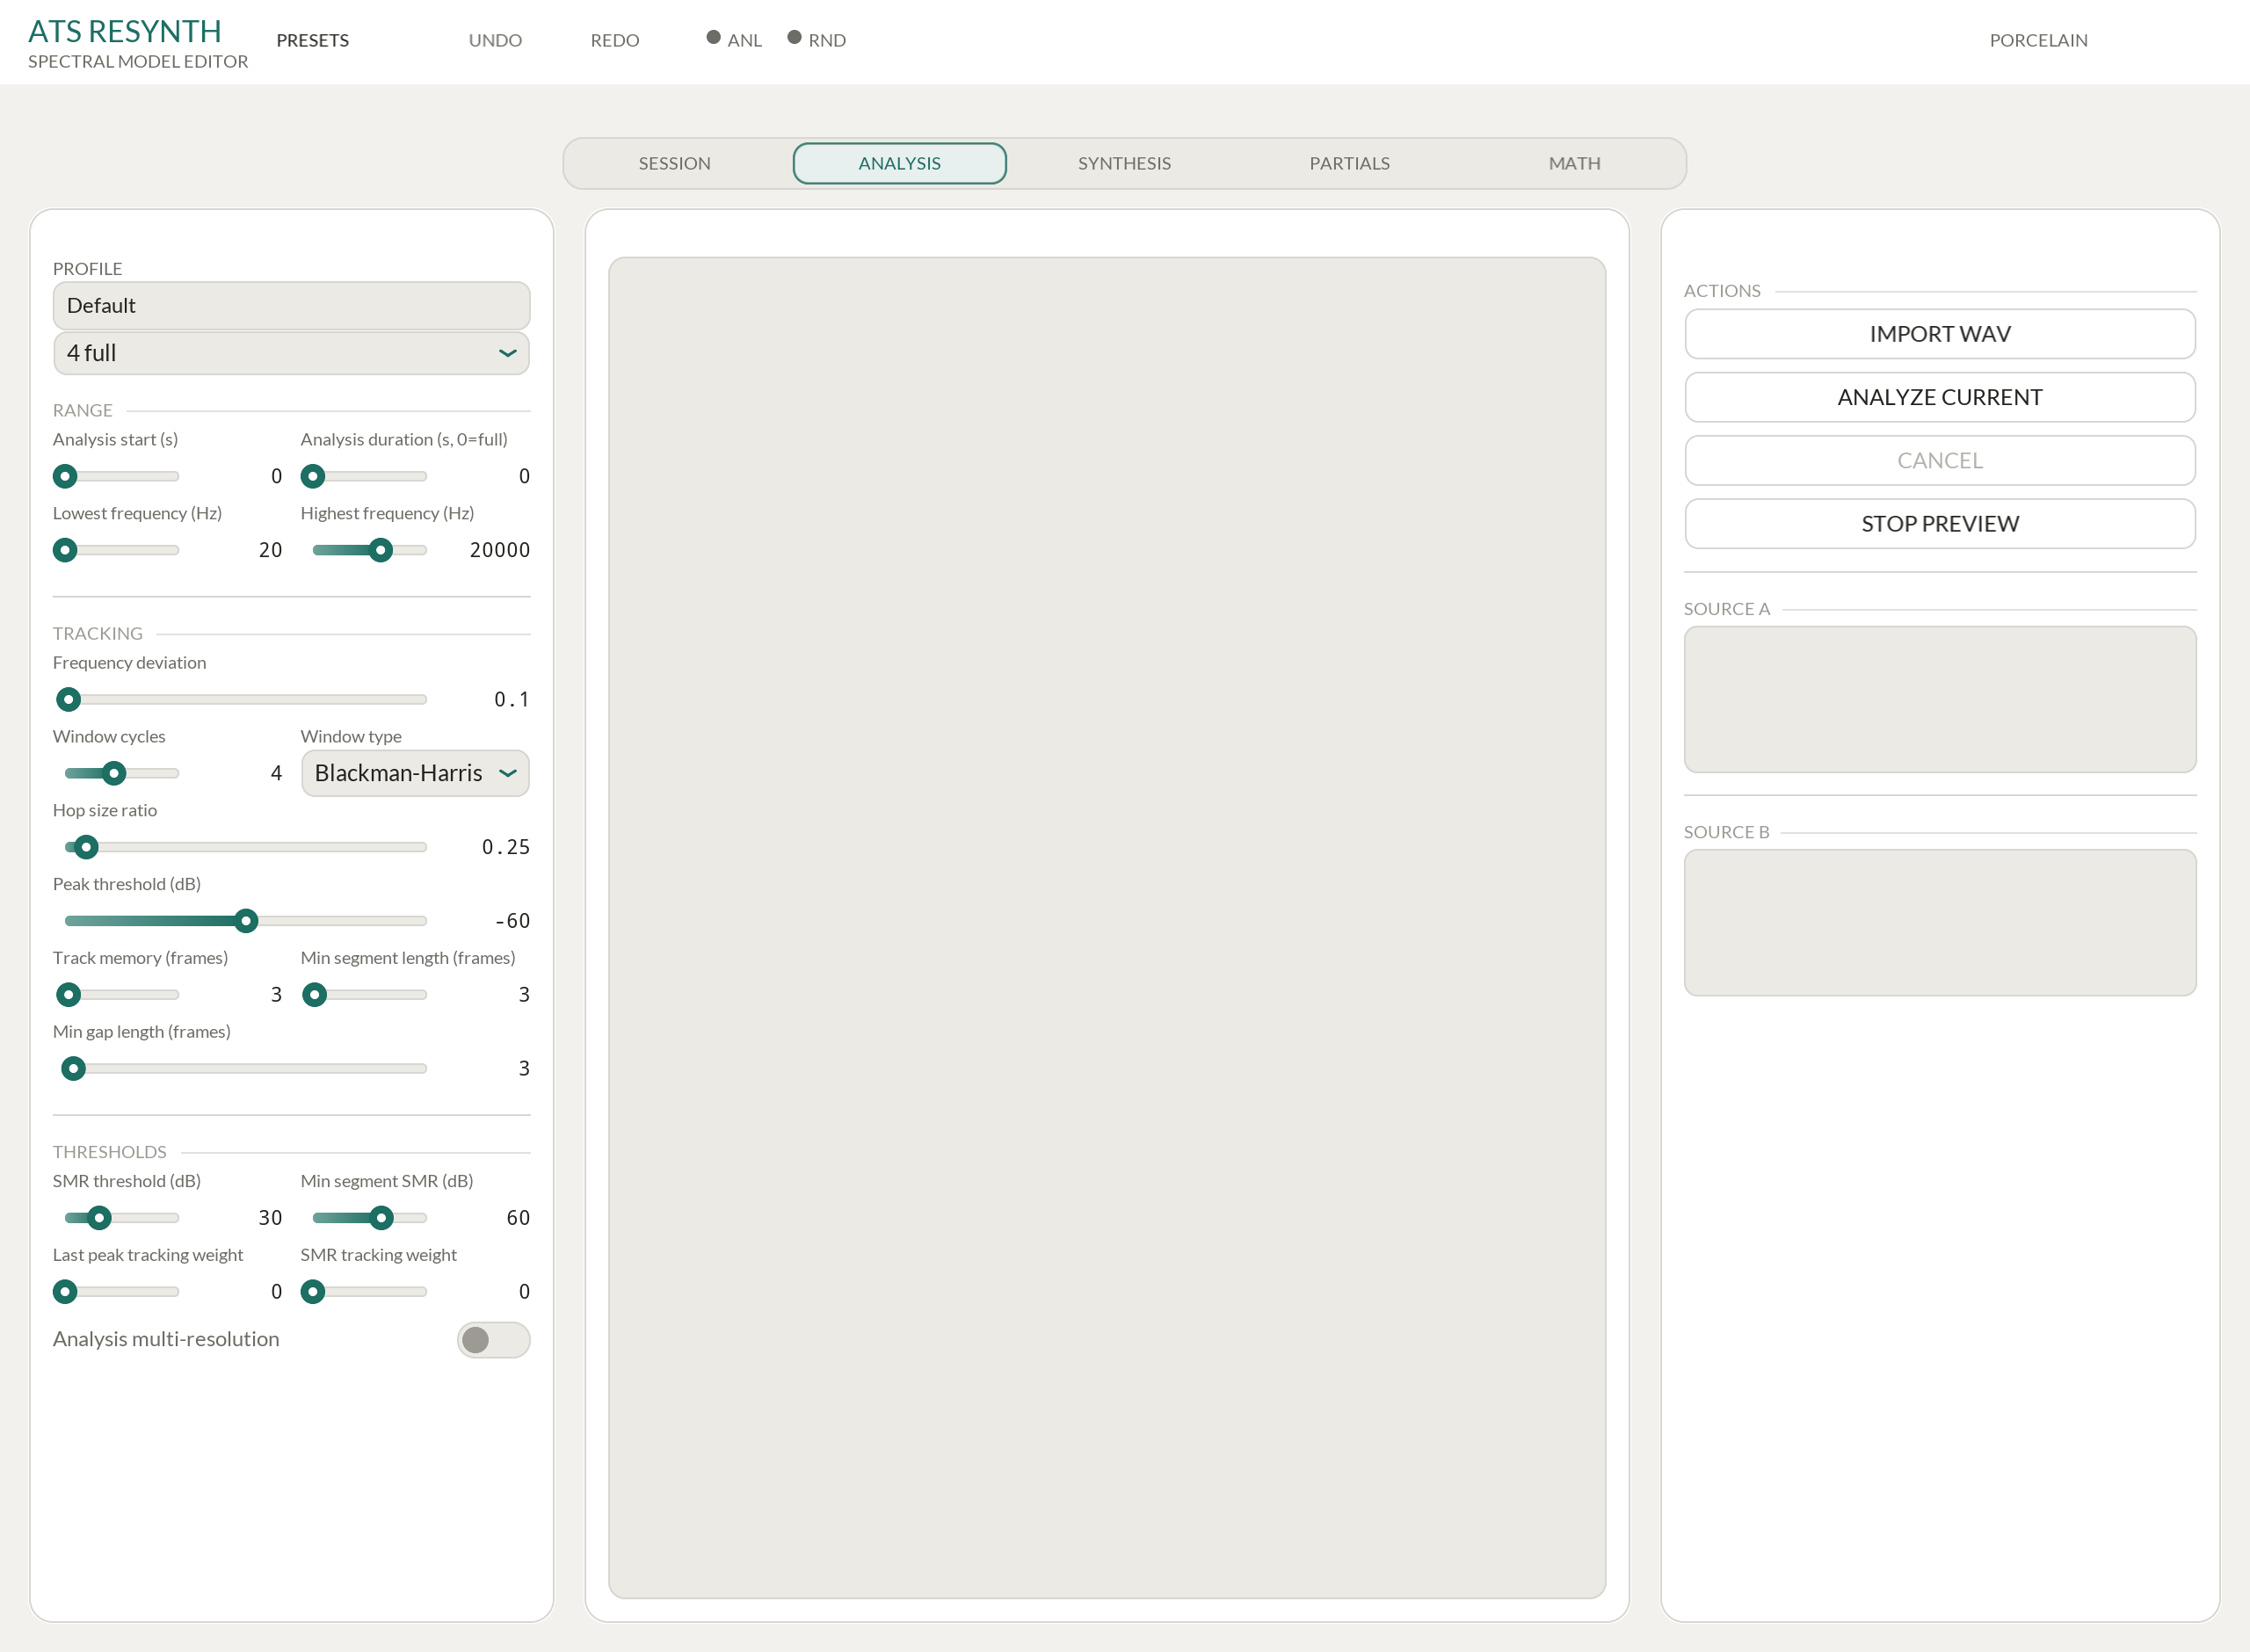 ATS RESYNTH
SPECTRAL MODEL EDITOR
PRESETS
UNDO
REDO
ANL
RND
PORCELAIN
SESSION
ANALYSIS
SYNTHESIS
PARTIALS
MATH
PROFILE
Default
4 full
RANGE
Analysis start (s)
Analysis duration (s, 0=full)
0
0
Lowest frequency (Hz)
Highest frequency (Hz)
20
20000
TRACKING
Frequency deviation
0.1
Window cycles
Window type
4
Blackman-Harris
Hop size ratio
0.25
Peak threshold (dB)
-60
Track memory (frames)
Min segment length (frames)
3
3
Min gap length (frames)
3
THRESHOLDS
SMR threshold (dB)
Min segment SMR (dB)
30
60
Last peak tracking weight
SMR tracking weight
0
0
Analysis multi-resolution
ACTIONS
IMPORT WAV
ANALYZE CURRENT
CANCEL
STOP PREVIEW
SOURCE A
SOURCE B